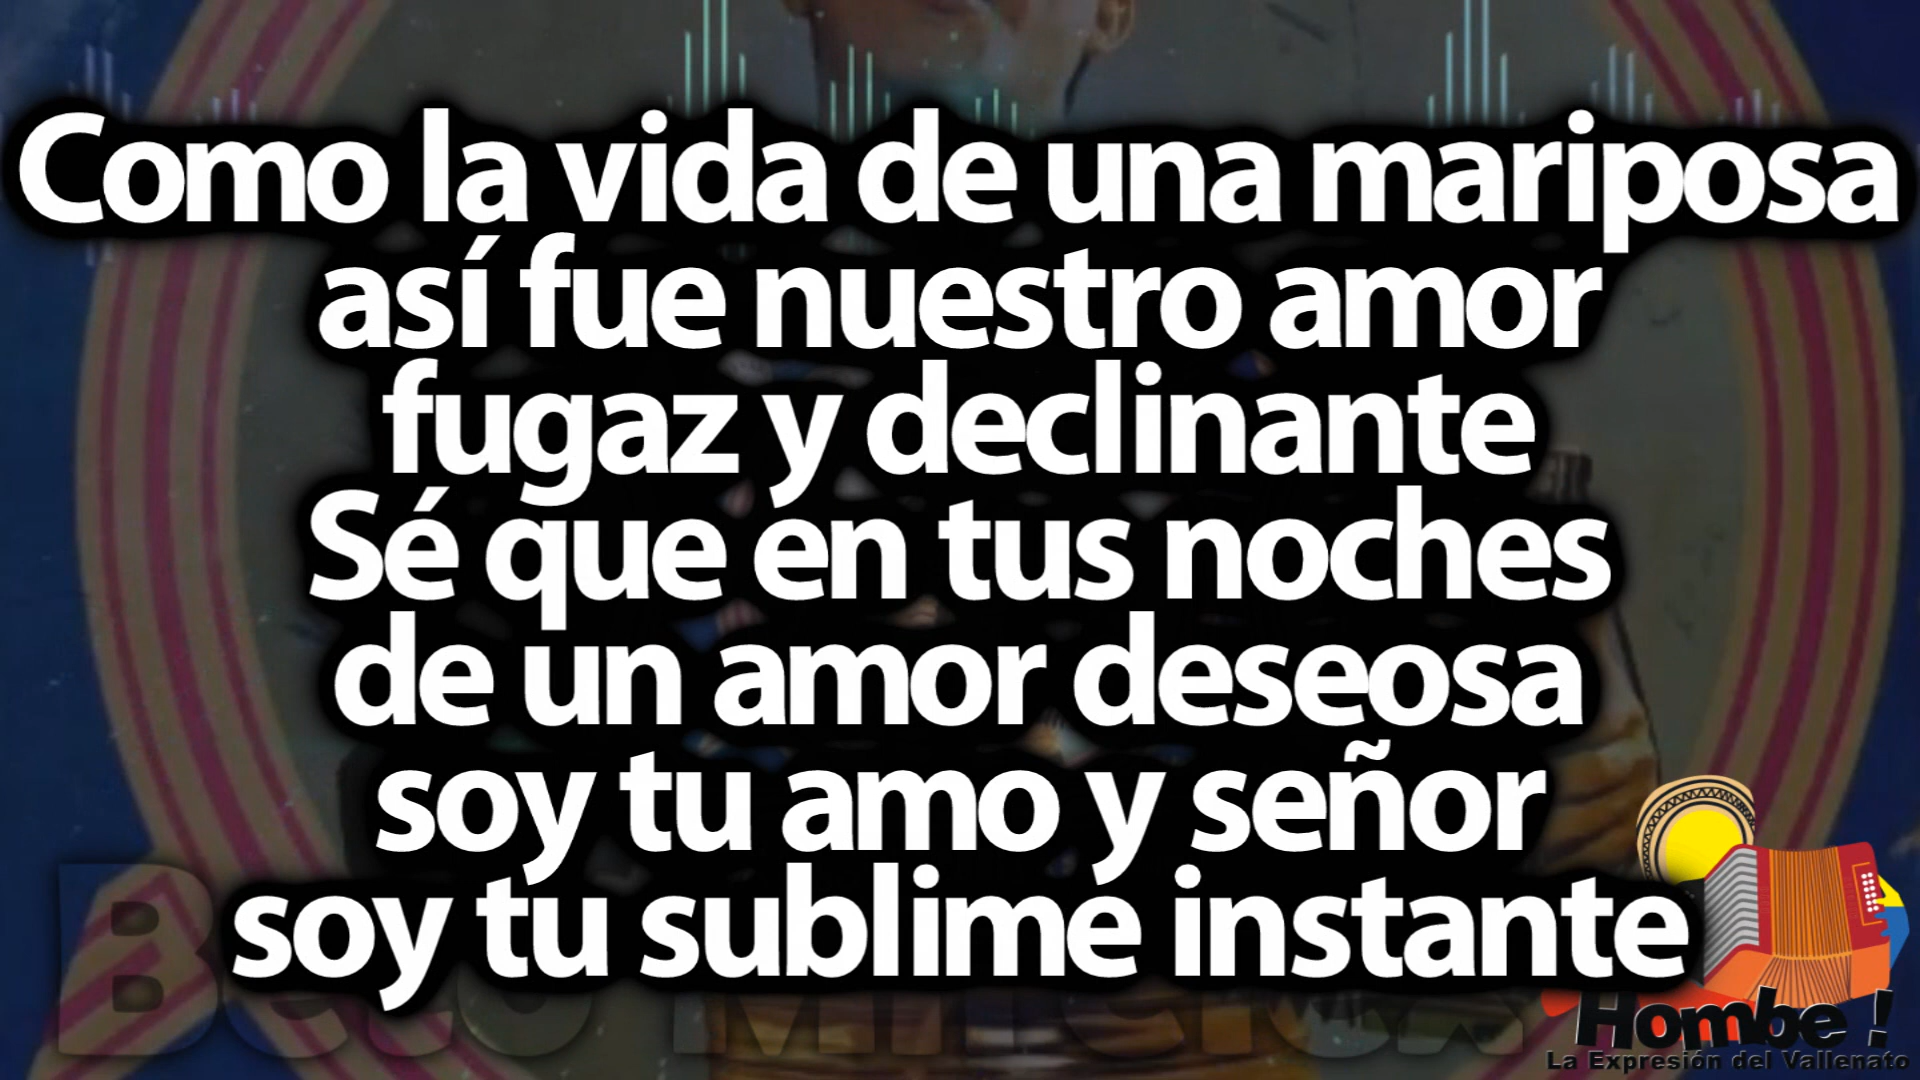 Como la vida de una mariposa
así fue nuestro amor
fugaz y declinante
Sé que en tus noches
de un amor deseosa
soy tu amo y señor
soy tu sublime instante
Hombe !
La Expresión del Vallenato